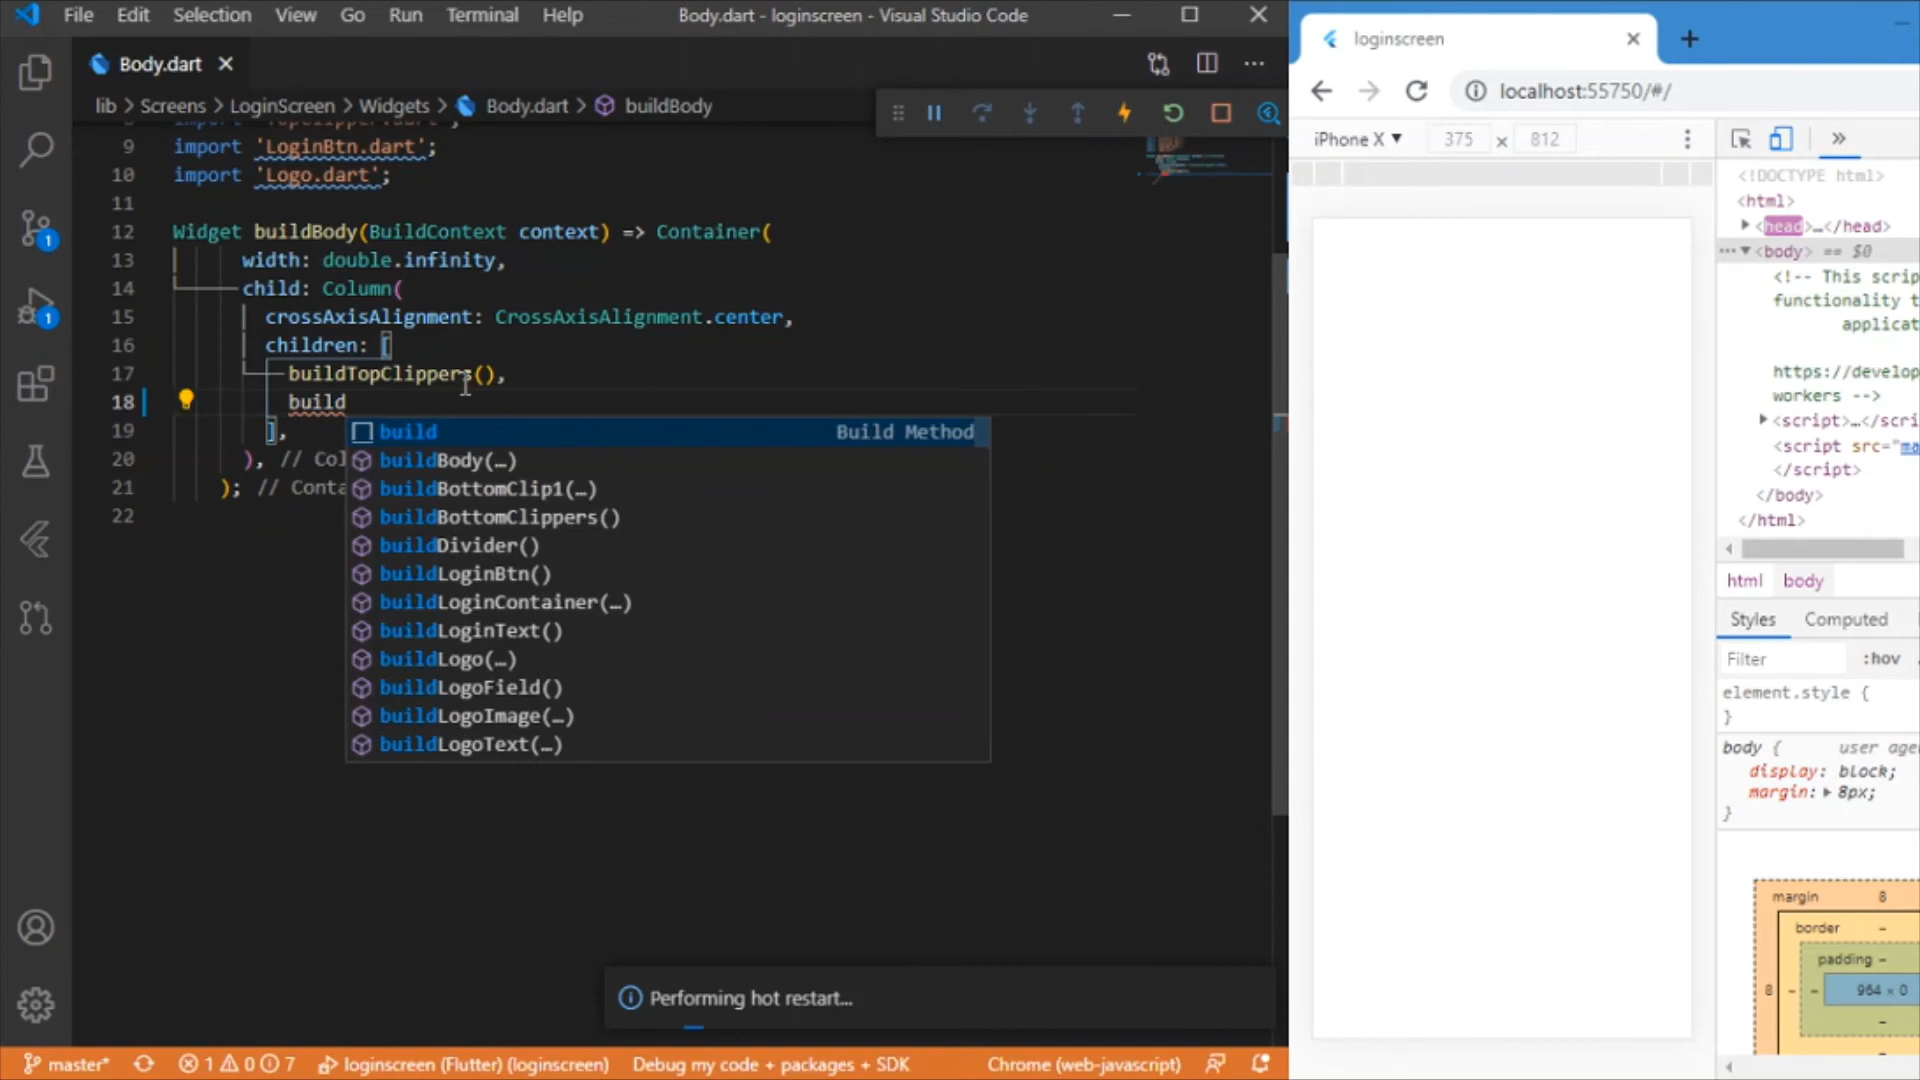 File Edit Selection View Go Run Terminal Help Body.dart - loginscreen - Visual Studio Code
Body.dart
lib > Screens > LoginScreen > Widgets > Body.dart > buildBody
9 import 'LoginBtn.dart';
10 import 'Logo.dart';
11
12 Widget buildBody(BuildContext context) => Container(
13 width: double.infinity,
14 child: Column(
15 crossAxisAlignment: CrossAxisAlignment.center,
16 children: [
17 buildTopClippers(),
18 build
19 ],
20 ), // Col
21 ); // Conta
22
build Build Method
buildBody(…)
buildBottomClip1(…)
buildBottomClippers()
buildDivider()
buildLoginBtn()
buildLoginContainer(…)
buildLoginText()
buildLogo(…)
buildLogoField()
buildLogoImage(…)
buildLogoText(…)
1
1
Performing hot restart...
master* 1 0 7 loginscreen (Flutter) (loginscreen) Debug my code + packages + SDK Chrome (web-javascript)
loginscreen
localhost:55750/#/
iPhone X ▼ 375 x 812
<!DOCTYPE html>
<html>
<head>…</head>
<body> == $0
<!-- This scrip
functionality t
applicat
https://develop
workers -->
<script>…</scri
<script src="ma
</script>
</body>
</html>
html body
Styles Computed
Filter :hov
element.style {
}
body { user age
display: block;
margin: 8px;
}
margin 8
border –
padding –
8 – – 964 × 0
–